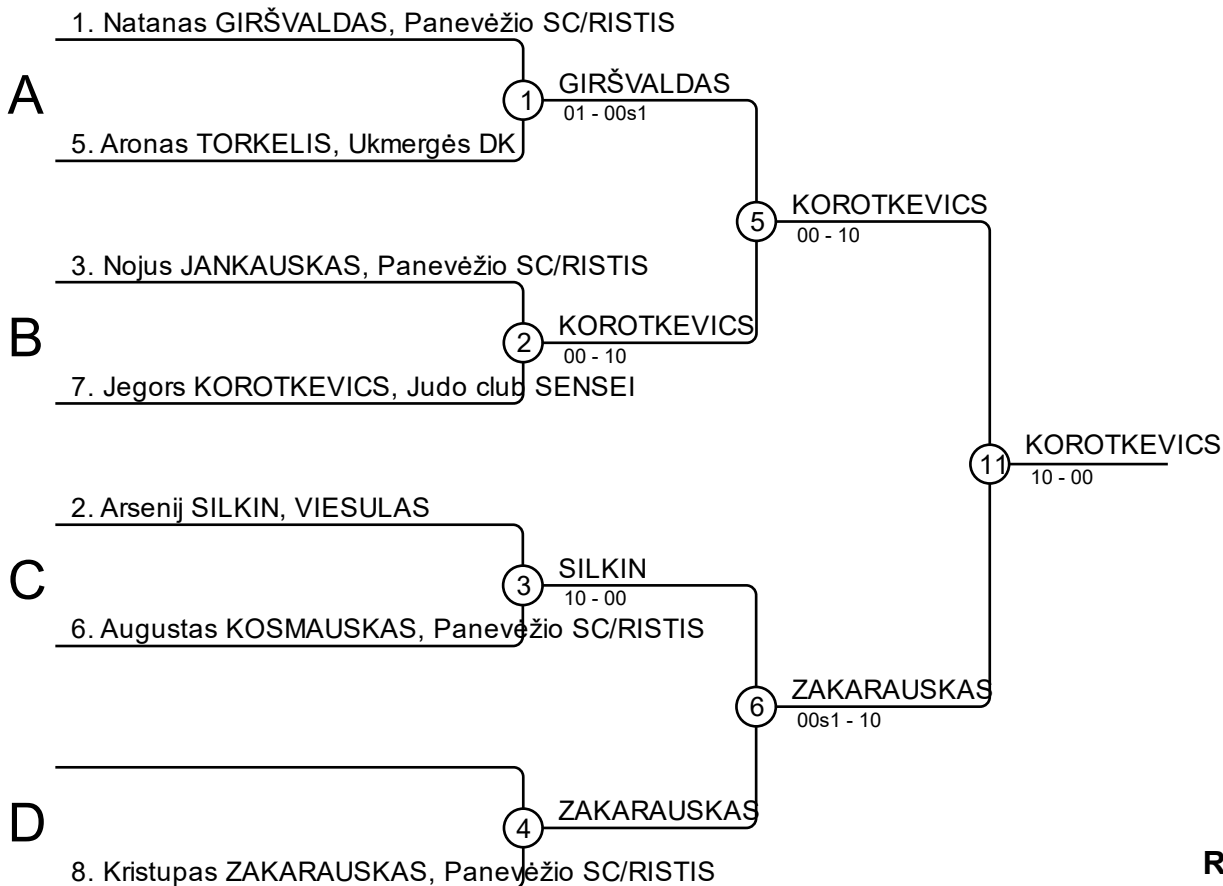 1. Natanas GIRŠVALDAS, Panevėžio SC/RISTIS
A
1
GIRŠVALDAS
01 - 00s1
5. Aronas TORKELIS, Ukmergės DK
5
KOROTKEVICS
00 - 10
3. Nojus JANKAUSKAS, Panevėžio SC/RISTIS
B
2
KOROTKEVICS
00 - 10
7. Jegors KOROTKEVICS, Judo club SENSEI
11
KOROTKEVICS
10 - 00
2. Arsenij SILKIN, VIESULAS
C
3
SILKIN
10 - 00
6. Augustas KOSMAUSKAS, Panevėžio SC/RISTIS
6
ZAKARAUSKAS
00s1 - 10
D
4
ZAKARAUSKAS
8. Kristupas ZAKARAUSKAS, Panevėžio SC/RISTIS
R